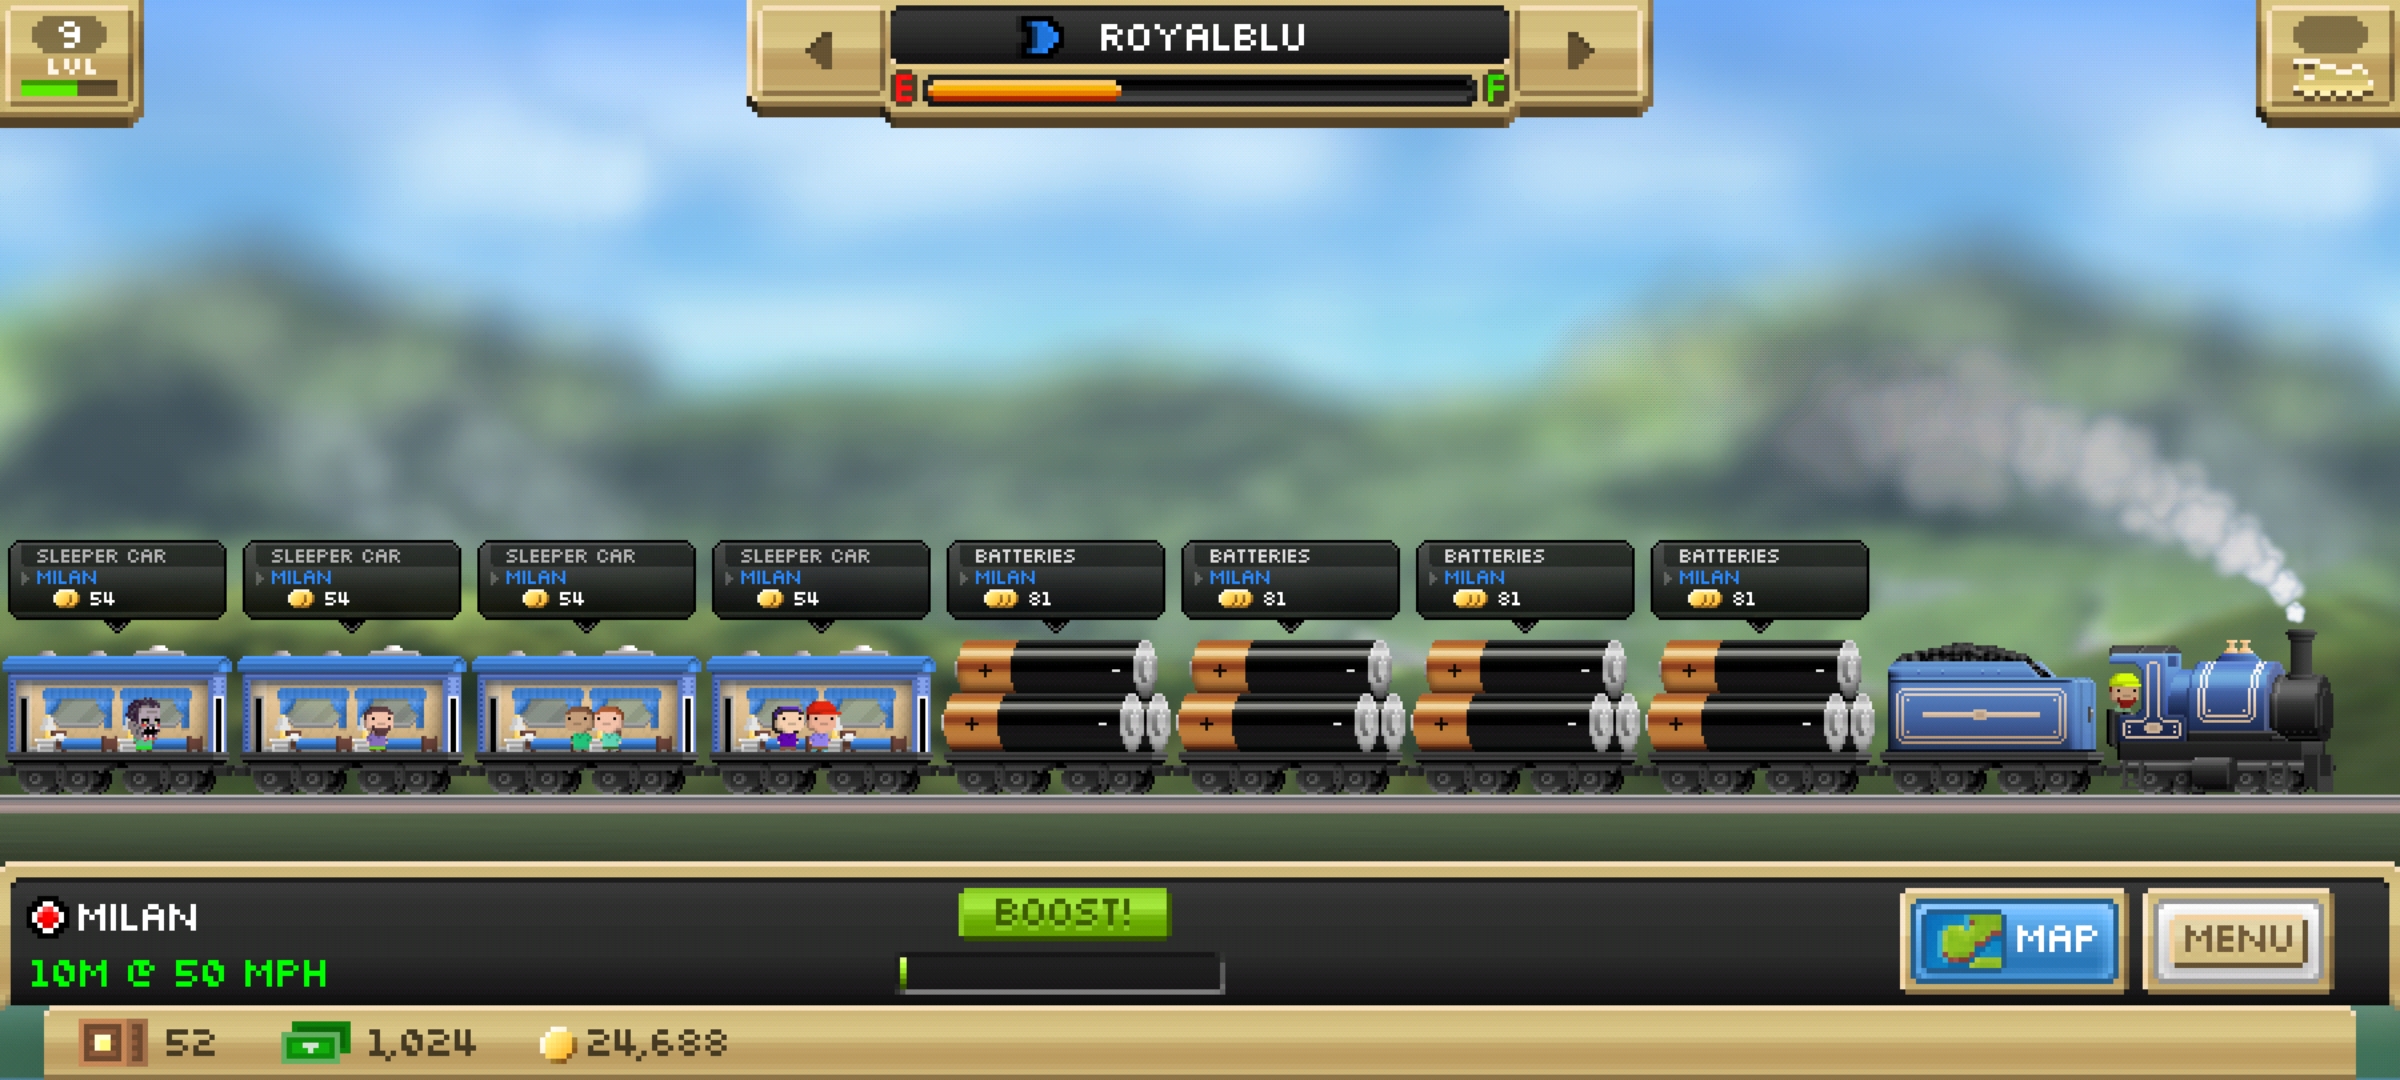 9
LVL
ROYALBLU
E F
SLEEPER CAR
MILAN
54
SLEEPER CAR
MILAN
54
SLEEPER CAR
MILAN
54
SLEEPER CAR
MILAN
54
BATTERIES
MILAN
81
BATTERIES
MILAN
81
BATTERIES
MILAN
81
BATTERIES
MILAN
81
+ -
+ -
+ -
+ -
+ -
+ -
+ -
+ -
MILAN
10M @ 50 MPH
BOOST!
MAP
MENU
52 1,024 24,688